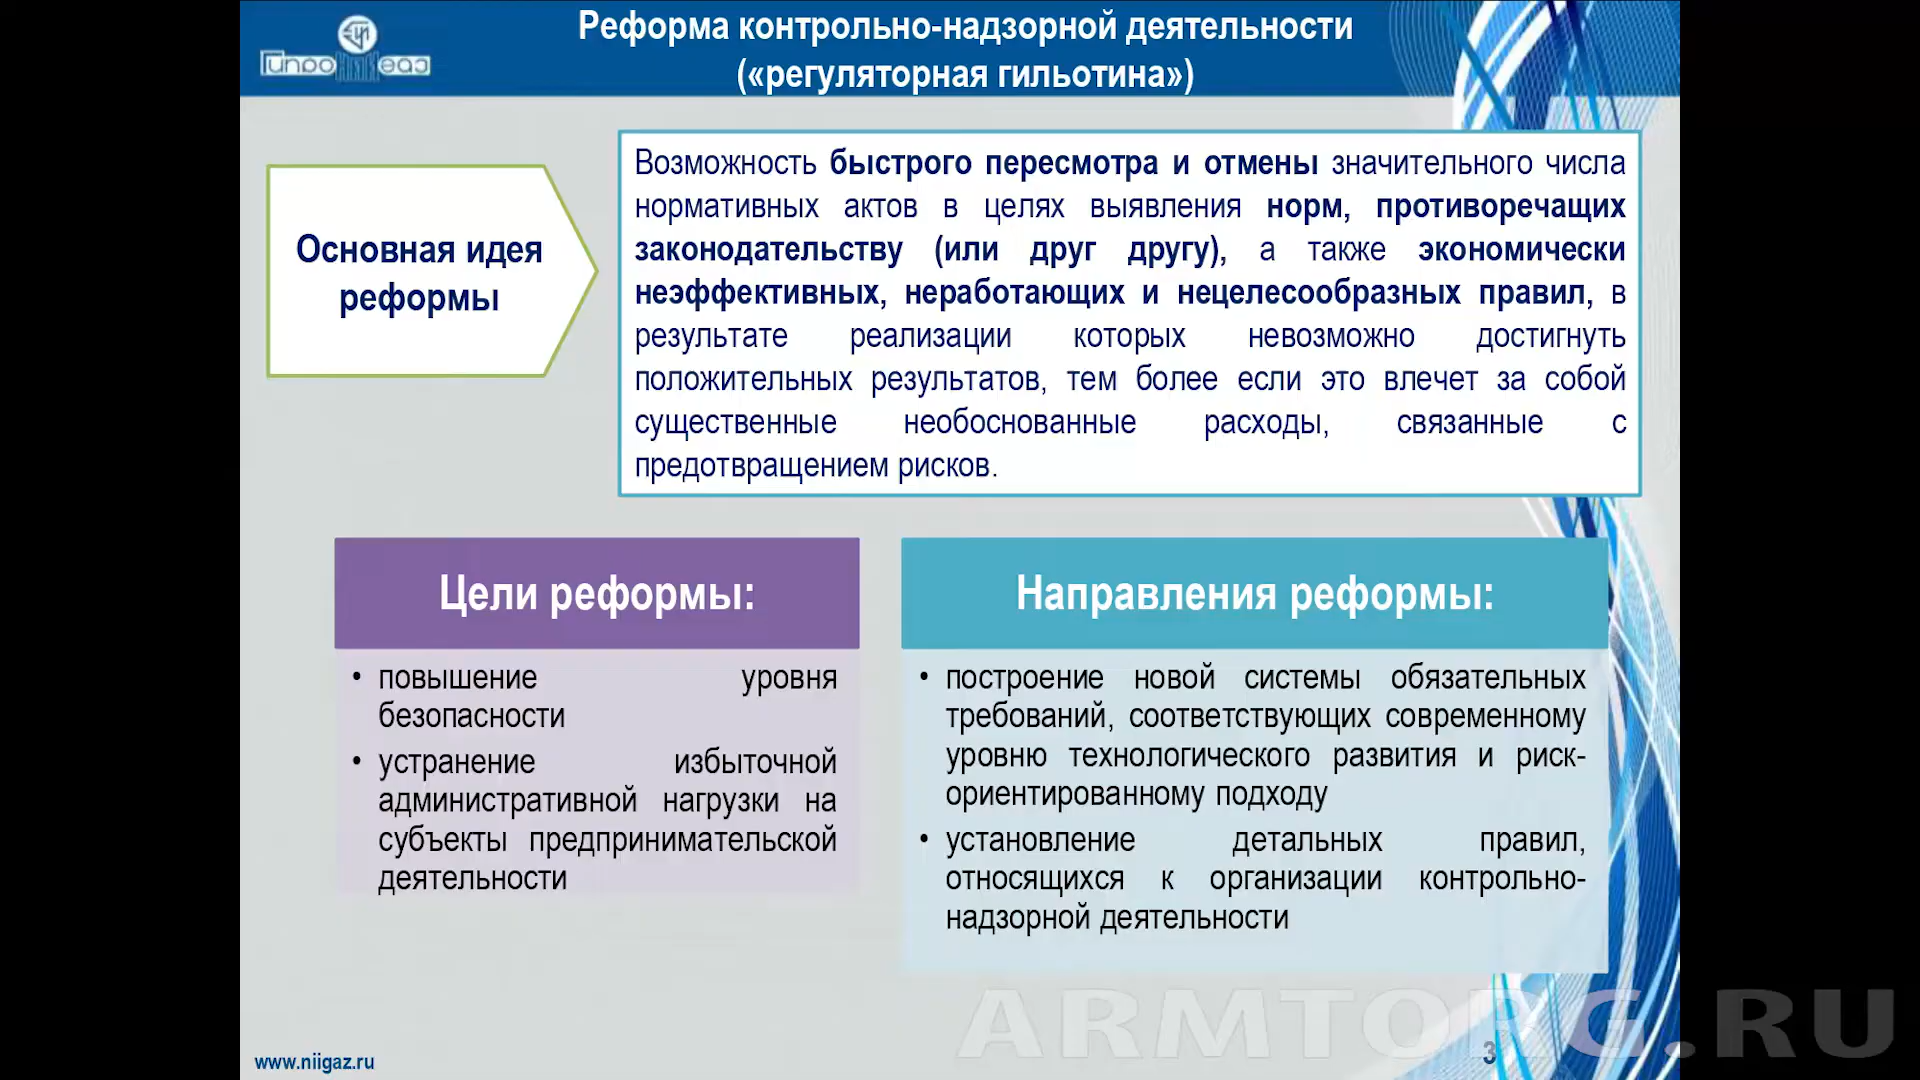 Реформа контрольно-надзорной деятельности
(«регуляторная гильотина»)
Гипрониигаз
Основная идея
реформы
Возможность быстрого пересмотра и отмены значительного числа
нормативных актов в целях выявления норм, противоречащих
законодательству (или друг другу), а также экономически
неэффективных, неработающих и нецелесообразных правил, в
результате реализации которых невозможно достигнуть
положительных результатов, тем более если это влечет за собой
существенные необоснованные расходы, связанные с
предотвращением рисков.
Цели реформы:
• повышение уровня
безопасности
• устранение избыточной
административной нагрузки на
субъекты предпринимательской
деятельности
Направления реформы:
• построение новой системы обязательных
требований, соответствующих современному
уровню технологического развития и риск-
ориентированному подходу
• установление детальных правил,
относящихся к организации контрольно-
надзорной деятельности
ARMTORG.RU
www.niigaz.ru
3